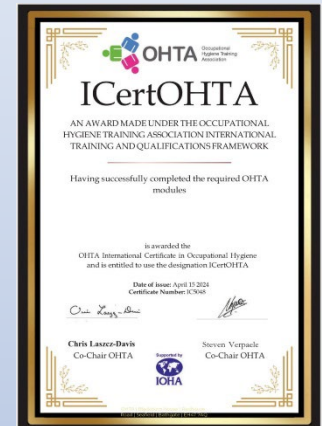 OHTA
Occupational
Hygiene Training
Association
ICertOHTA
AN AWARD MADE UNDER THE OCCUPATIONAL
HYGIENE TRAINING ASSOCIATION INTERNATIONAL
TRAINING AND QUALIFICATIONS FRAMEWORK
Having successfully completed the required OHTA
modules
is awarded the
OHTA International Certificate in Occupational Hygiene
and is entitled to use the designation ICertOHTA
Date of issue: April 15 2024
Certificate Number: IC5048
Chris Laszcz-Davis
Steven Verpaele
Co-Chair OHTA
Co-Chair OHTA
Supported by
IOHA